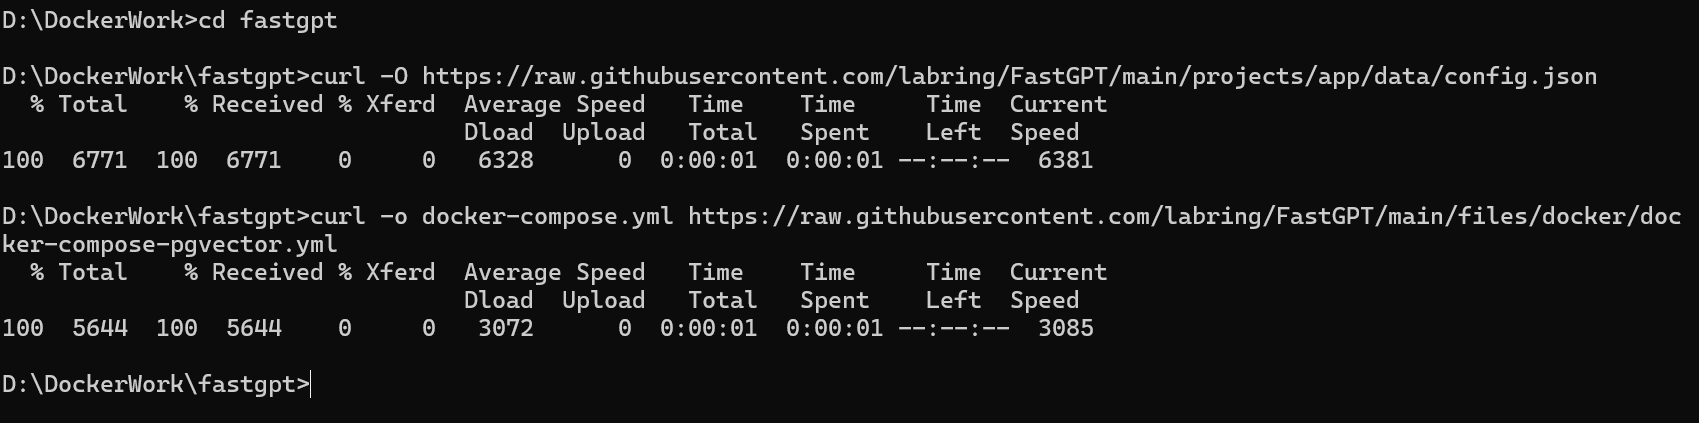 D:\DockerWork>cd fastgpt
D:\DockerWork\fastgpt>curl -O https://raw.githubusercontent.com/labring/FastGPT/main/projects/app/data/config.json
  % Total    % Received % Xferd  Average Speed   Time    Time     Time  Current
                                 Dload  Upload   Total   Spent    Left  Speed
100  6771  100  6771    0     0   6328      0  0:00:01  0:00:01 --:--:--  6381
D:\DockerWork\fastgpt>curl -o docker-compose.yml https://raw.githubusercontent.com/labring/FastGPT/main/files/docker/doc
ker-compose-pgvector.yml
  % Total    % Received % Xferd  Average Speed   Time    Time     Time  Current
                                 Dload  Upload   Total   Spent    Left  Speed
100  5644  100  5644    0     0   3072      0  0:00:01  0:00:01 --:--:--  3085
D:\DockerWork\fastgpt>